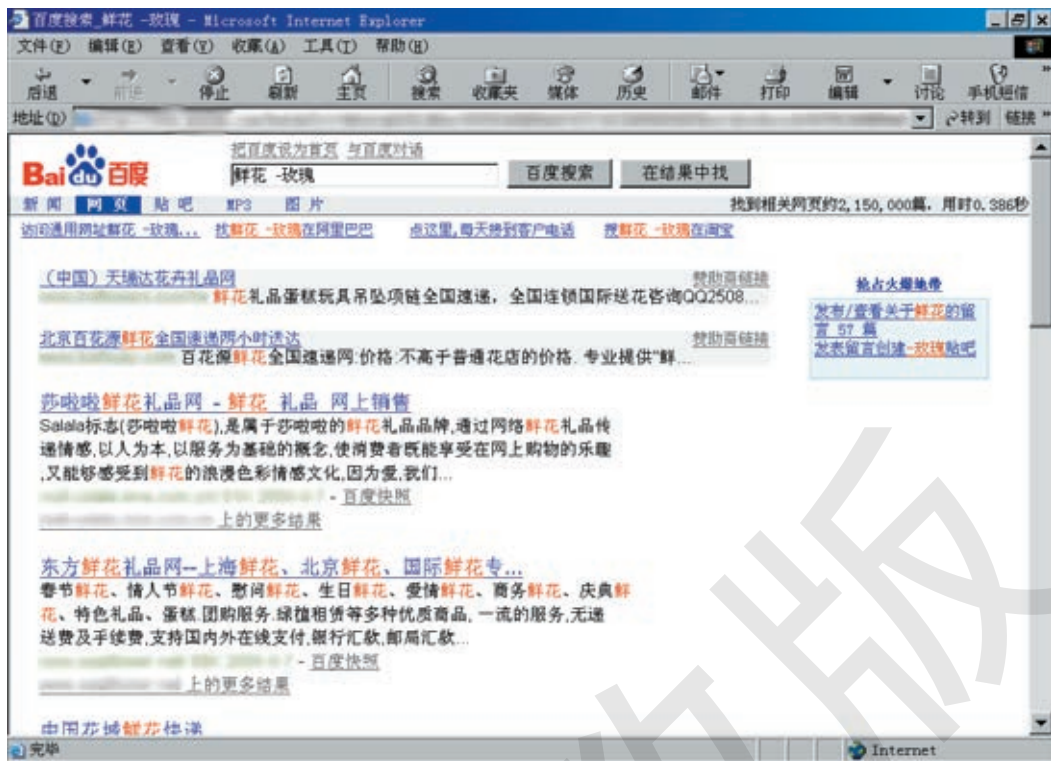 百度搜索_鲜花 -玫瑰 - Microsoft Internet Explorer
文件(F) 编辑(E) 查看(V) 收藏(A) 工具(T) 帮助(H)
后退 前进 停止 刷新 主页 搜索 收藏夹 媒体 历史 邮件 打印 编辑 讨论 手机短信
地址(D) 转到 链接
把百度设为首页 与百度对话
Bai 百度
鲜花 -玫瑰 百度搜索 在结果中找
新闻 网页 贴吧 MP3 图片 找到相关网页约2,150,000篇,用时0.386秒
访问通用网址鲜花 -玫瑰... 找鲜花 -玫瑰在阿里巴巴 点这里,每天接到客户电话 搜鲜花 -玫瑰在淘宝
(中国)天瑞达花卉礼品网 赞助商链接
鲜花礼品蛋糕玩具吊坠项链全国速递,全国连锁国际送花咨询QQ2508...
北京百花源鲜花全国速递两小时送达 赞助商链接
百花源鲜花全国速递网:价格:不高于普通花店的价格. 专业提供"鲜...
抢占火爆地带
发布/查看关于鲜花的留
言 57 篇
发表留言创建-玫瑰贴吧
莎啦啦鲜花礼品网 - 鲜花 礼品 网上销售
Salala标志(莎啦啦鲜花),是属于莎啦啦的鲜花礼品品牌,通过网络鲜花礼品传
递情感,以人为本,以服务为基础的概念,使消费者既能享受在网上购物的乐趣
,又能够感受到鲜花的浪漫色彩情感文化,因为爱,我们...
- 百度快照
上的更多结果
东方鲜花礼品网--上海鲜花、北京鲜花、国际鲜花专...
春节鲜花、情人节鲜花、慰问鲜花、生日鲜花、爱情鲜花、商务鲜花、庆典鲜
花、特色礼品、蛋糕.团购服务.绿植租赁等多种优质商品, 一流的服务,无递
送费及手续费,支持国内外在线支付,银行汇款,邮局汇款...
- 百度快照
上的更多结果
中国花城鲜花快递
完毕 Internet